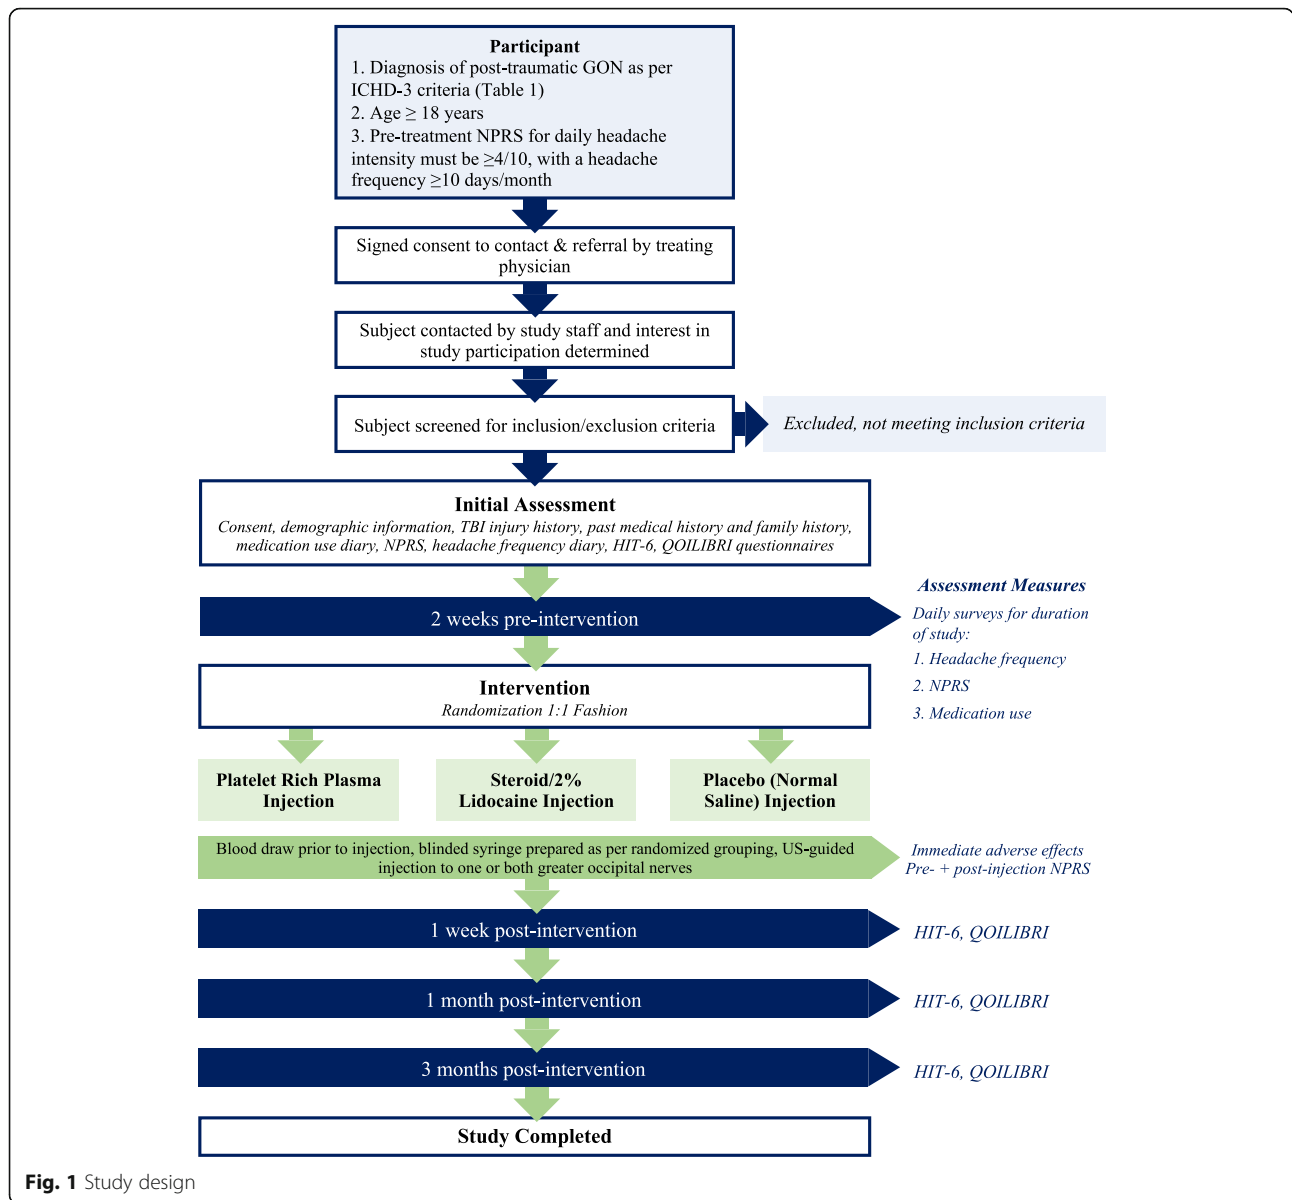 Participant
1. Diagnosis of post-traumatic GON as per
ICHD-3 criteria (Table 1)
2. Age ≥ 18 years
3. Pre-treatment NPRS for daily headache
intensity must be ≥4/10, with a headache
frequency ≥10 days/month
Signed consent to contact & referral by treating
physician
Subject contacted by study staff and interest in
study participation determined
Subject screened for inclusion/exclusion criteria
Excluded, not meeting inclusion criteria
Initial Assessment
Consent, demographic information, TBI injury history, past medical history and family history,
medication use diary, NPRS, headache frequency diary, HIT-6, QOILIBRI questionnaires
2 weeks pre-intervention
Assessment Measures
Daily surveys for duration
of study:
1. Headache frequency
2. NPRS
3. Medication use
Intervention
Randomization 1:1 Fashion
Platelet Rich Plasma
Injection
Steroid/2%
Lidocaine Injection
Placebo (Normal
Saline) Injection
Blood draw prior to injection, blinded syringe prepared as per randomized grouping, US-guided
injection to one or both greater occipital nerves
Immediate adverse effects
Pre- + post-injection NPRS
1 week post-intervention
HIT-6, QOILIBRI
1 month post-intervention
HIT-6, QOILIBRI
3 months post-intervention
HIT-6, QOILIBRI
Study Completed
Fig. 1 Study design